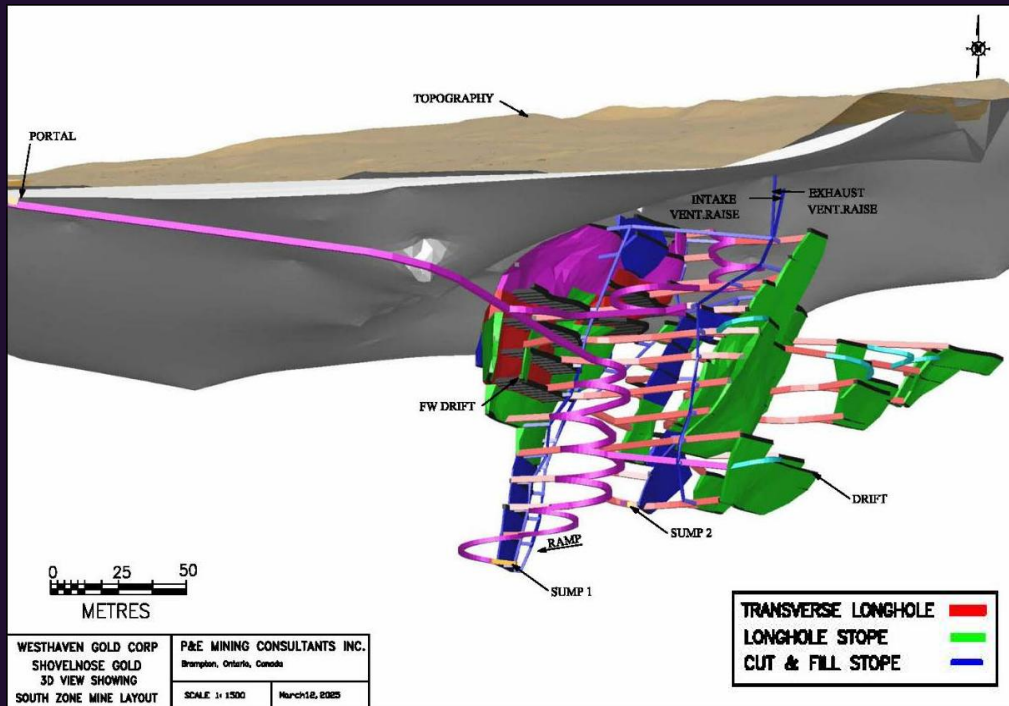 TOPOGRAPHY
PORTAL
INTAKE
VENT.RAISE
EXHAUST
VENT.RAISE
FW DRIFT
DRIFT
SUMP 2
RAMP
SUMP 1
0 25 50
METRES
TRANSVERSE LONGHOLE
LONGHOLE STOPE
CUT & FILL STOPE
WESTHAVEN GOLD CORP
SHOVELNOSE GOLD
3D VIEW SHOWING
SOUTH ZONE MINE LAYOUT
P&E MINING CONSULTANTS INC.
Brampton, Ontario, Canada
SCALE 1: 1500
March12, 2025